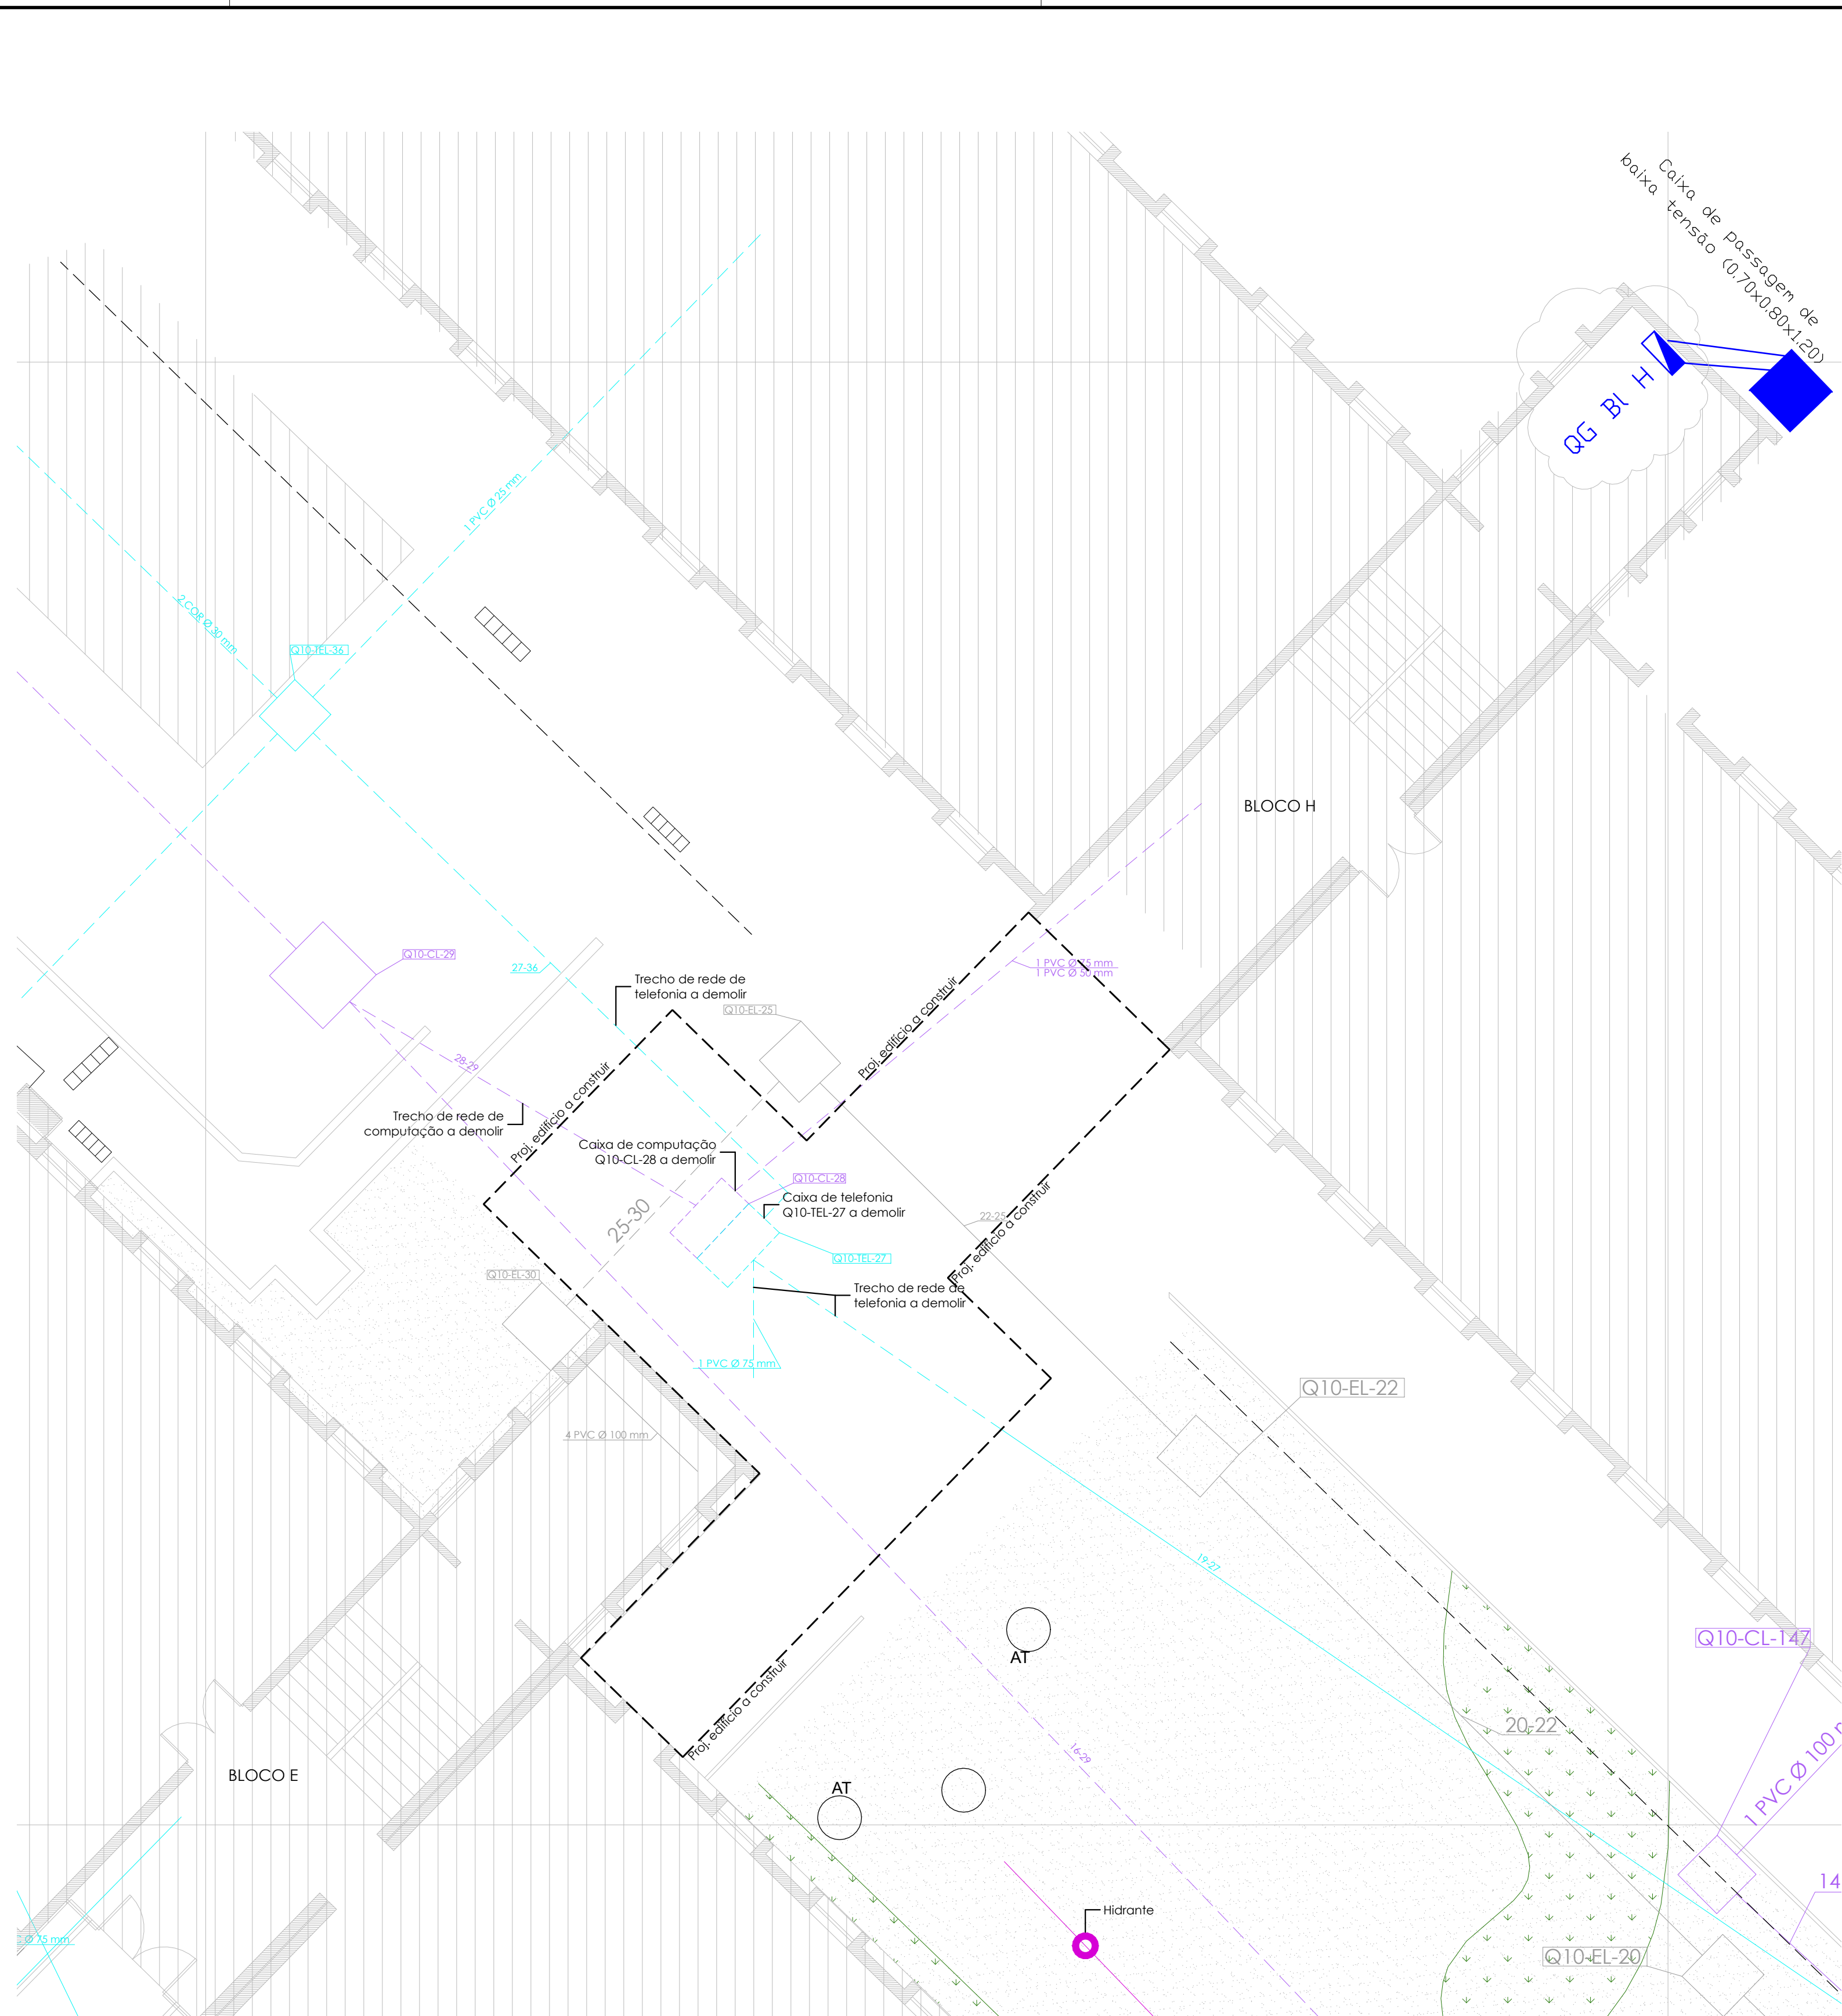 Caixa de passagem de
baixa tensão (0.70x0.80x1.20)
QG Bl H
1 PVC Ø 25 mm
2 COR Ø 30 mm
Q10-TEL-36
BLOCO H
Q10-CL-29
27-36
1 PVC Ø 75 mm
1 PVC Ø 50 mm
Trecho de rede de
telefonia a demolir
Q10-EL-25
Proj. edifício a construir
28-29
Proj. edifício a construir
Trecho de rede de
computação a demolir
Caixa de computação
Q10-CL-28 a demolir
Q10-CL-28
Caixa de telefonia
Q10-TEL-27 a demolir
25-30
22-25
Proj. edifício a construir
Q10-TEL-27
Q10-EL-30
Trecho de rede de
telefonia a demolir
1 PVC Ø 75 mm
Q10-EL-22
4 PVC Ø 100 mm
19-27
Q10-CL-147
AT
Proj. edifício a construir
20-22
16-29
1 PVC Ø 100
BLOCO E
AT
14
Hidrante
Ø 75 mm
Q10-EL-20